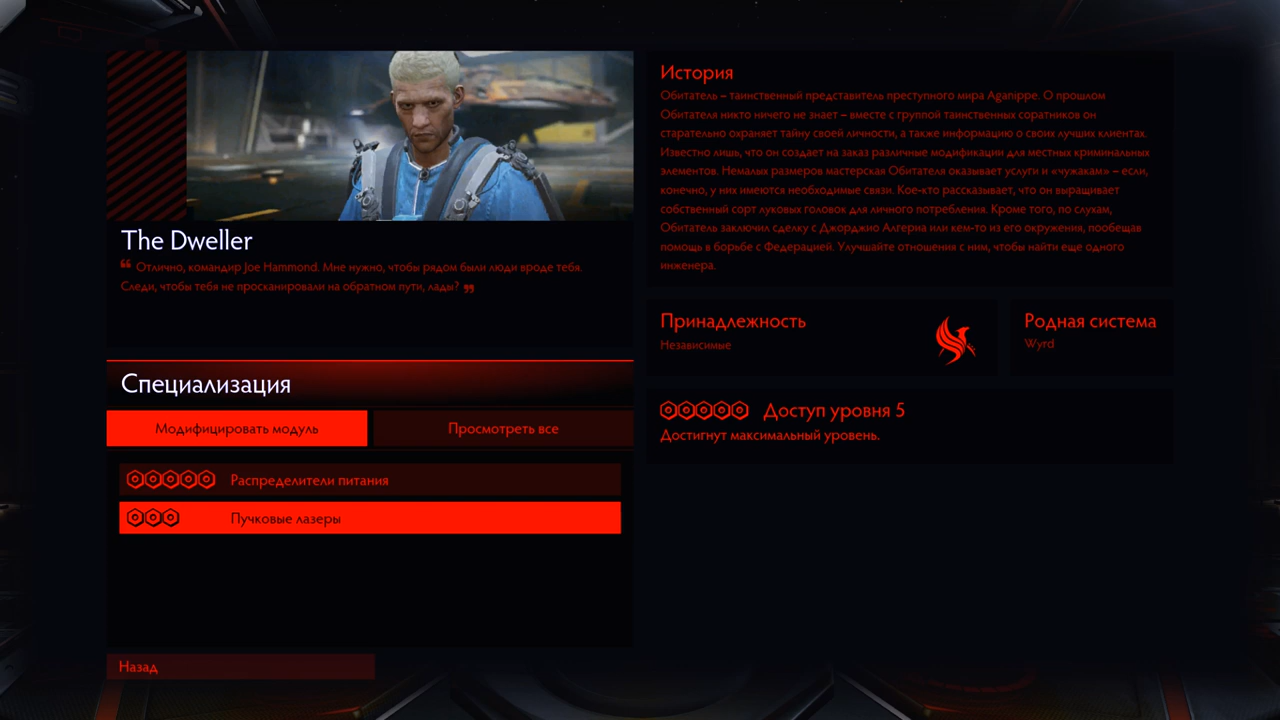 The Dweller
❝ Отлично, командир Joe Hammond. Мне нужно, чтобы рядом были люди вроде тебя.
Следи, чтобы тебя не просканировали на обратном пути, лады? ❞
Специализация
Модифицировать модуль
Просмотреть все
Распределители питания
Пучковые лазеры
Назад
История
Обитатель – таинственный представитель преступного мира Aganippe. О прошлом
Обитателя никто ничего не знает – вместе с группой таинственных соратников он
старательно охраняет тайну своей личности, а также информацию о своих лучших клиентах.
Известно лишь, что он создает на заказ различные модификации для местных криминальных
элементов. Немалых размеров мастерская Обитателя оказывает услуги и «чужакам» – если,
конечно, у них имеются необходимые связи. Кое-кто рассказывает, что он выращивает
собственный сорт луковых головок для личного потребления. Кроме того, по слухам,
Обитатель заключил сделку с Джорджио Алгериа или кем-то из его окружения, пообещав
помощь в борьбе с Федерацией. Улучшайте отношения с ним, чтобы найти еще одного
инженера.
Принадлежность
Независимые
Родная система
Wyrd
Доступ уровня 5
Достигнут максимальный уровень.